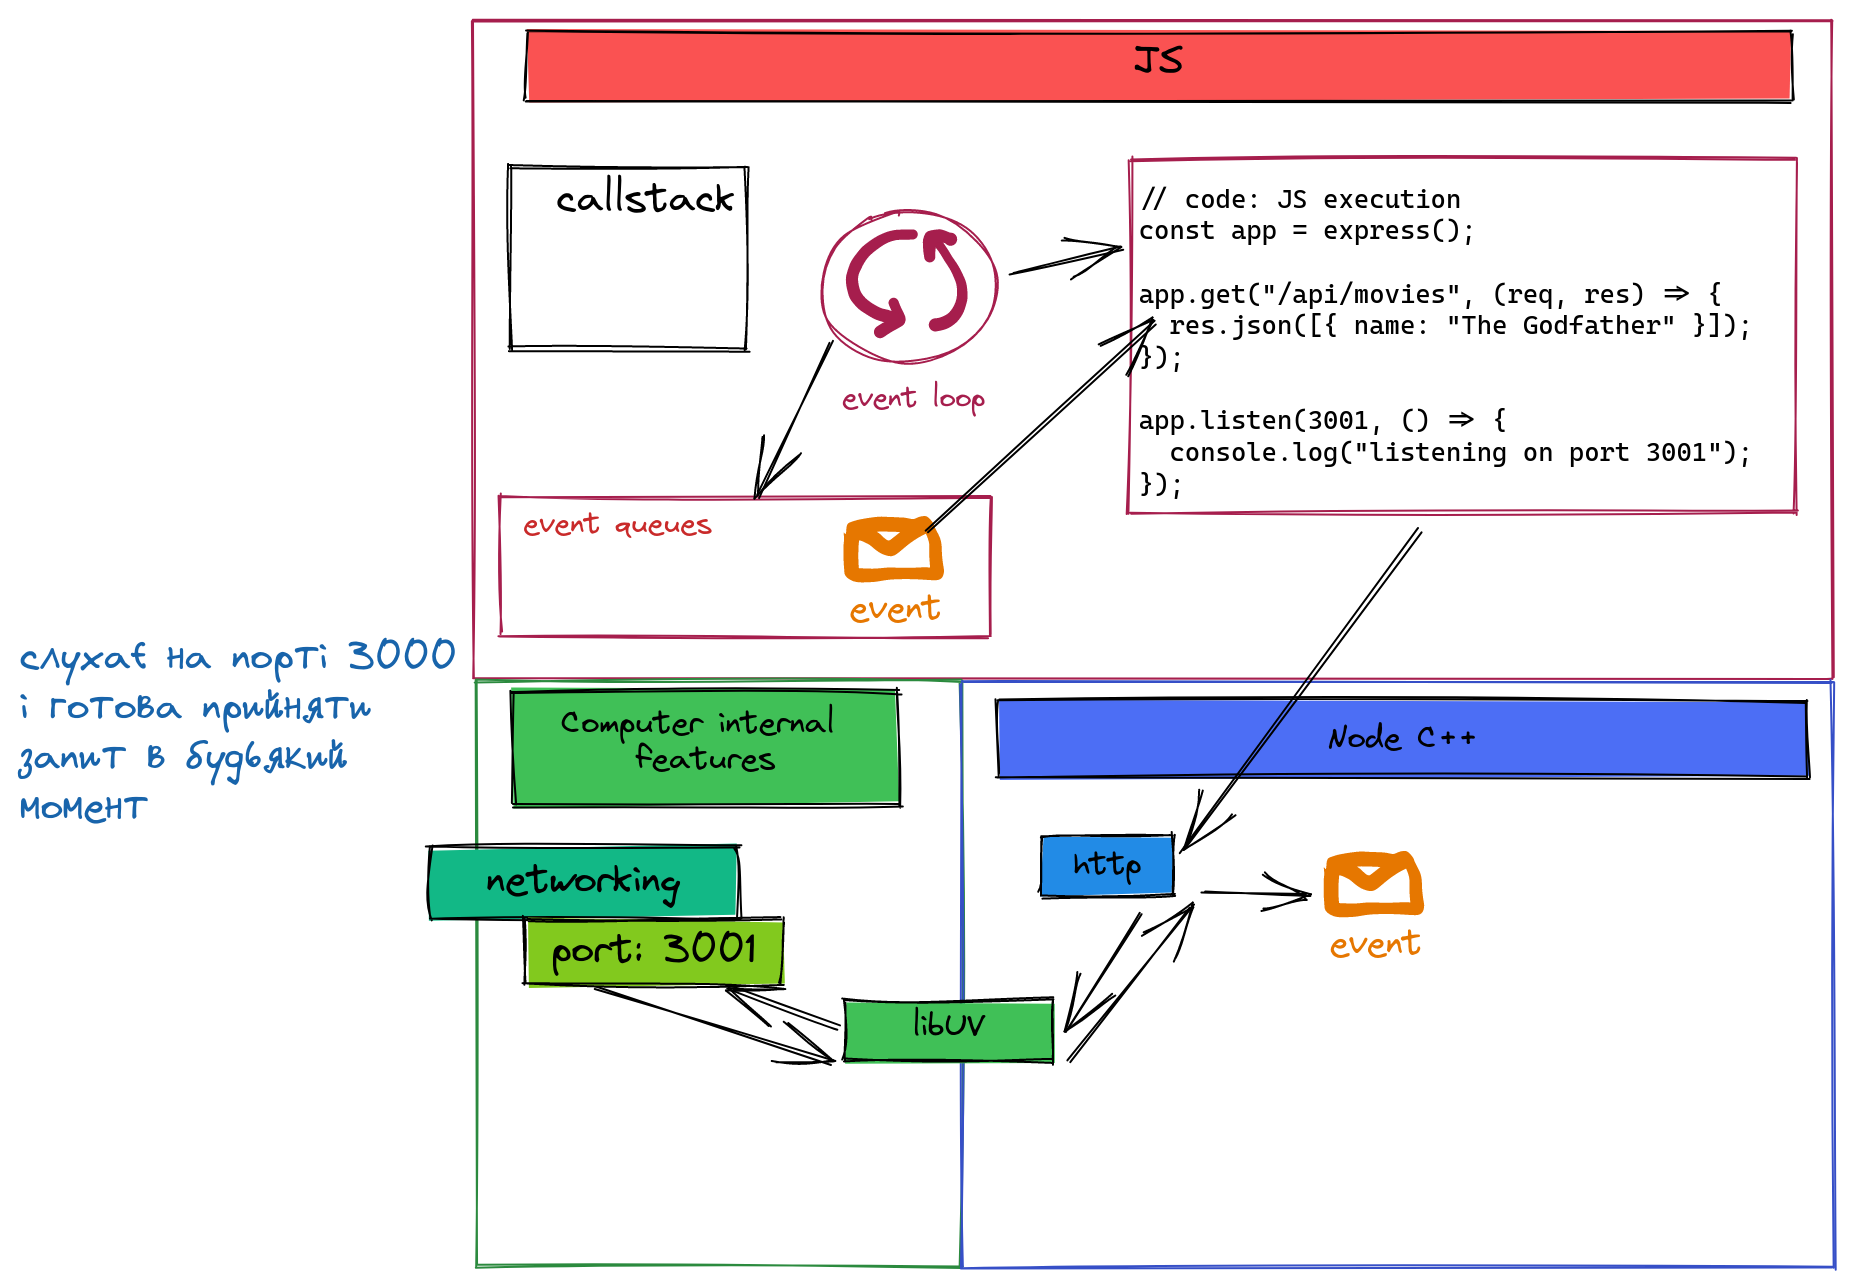 JS
callstack
event loop
// code: JS execution
const app = express();
app.get("/api/movies", (req, res) => {
  res.json([{ name: "The Godfather" }]);
});
app.listen(3001, () => {
  console.log("listening on port 3001");
});
event queues
event
слухає на порті 3000
і готова прийняти
запит в будьякий
момент
Computer internal
features
networking
port: 3001
Node C++
http
event
libUV